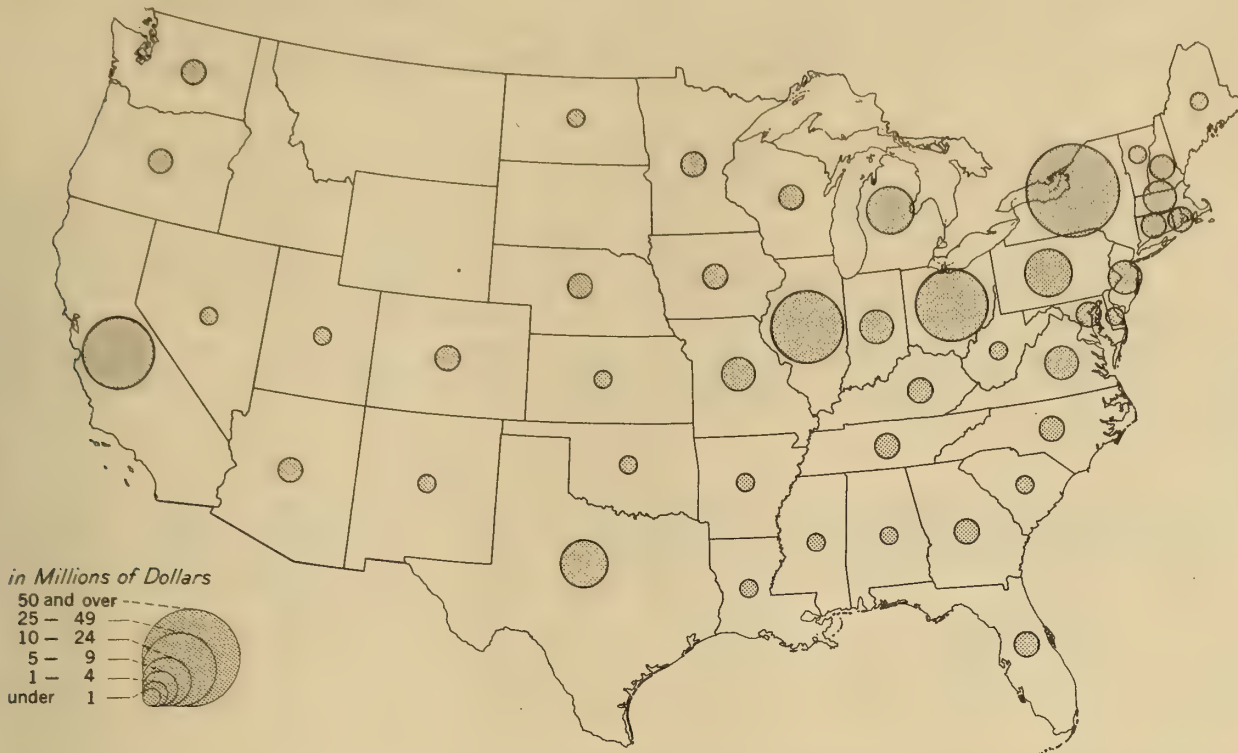 in Millions of Dollars
50 and over
25 – 49
10 – 24
5 – 9
1 – 4
under 1